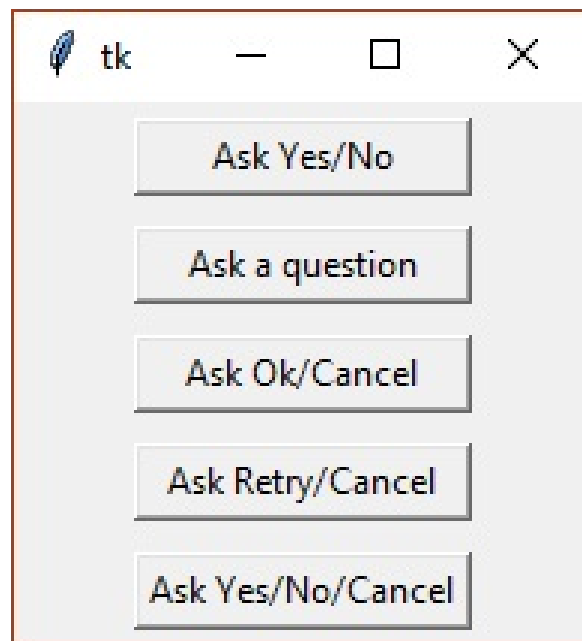 tk
Ask Yes/No
Ask a question
Ask Ok/Cancel
Ask Retry/Cancel
Ask Yes/No/Cancel